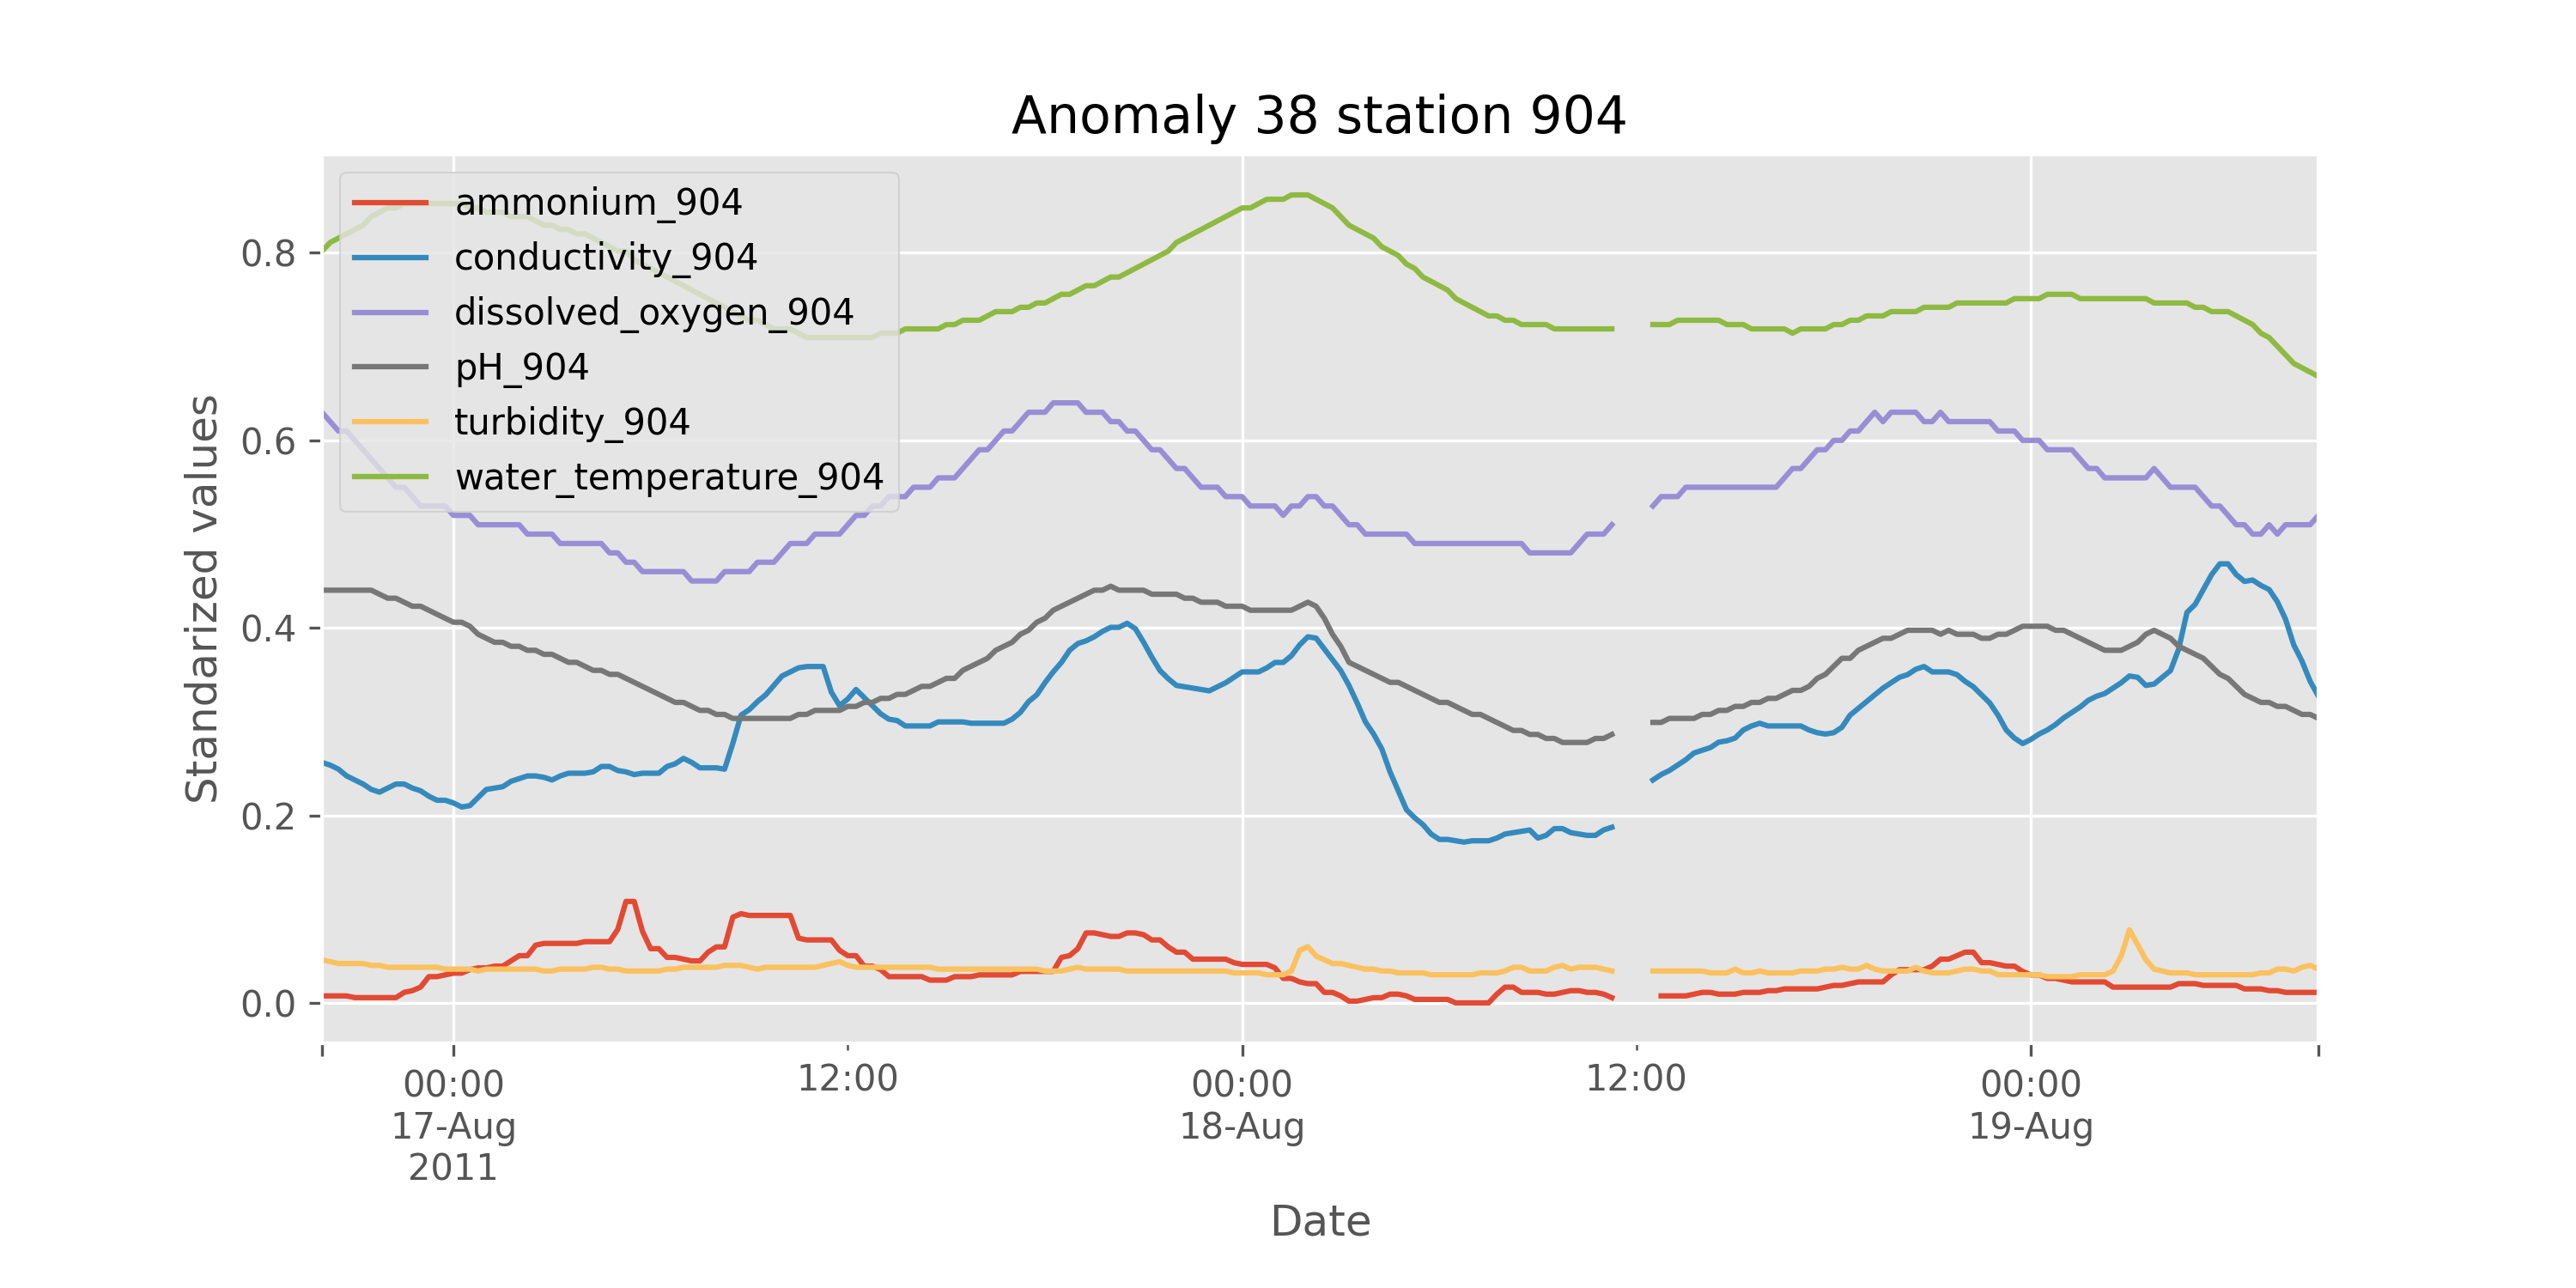 Anomaly 38 station 904
ammonium_904
conductivity_904
dissolved_oxygen_904
pH_904
turbidity_904
water_temperature_904
Standarized values
0.8
0.6
0.4
0.2
0.0
00:00
17-Aug
2011
12:00
00:00
18-Aug
12:00
00:00
19-Aug
Date